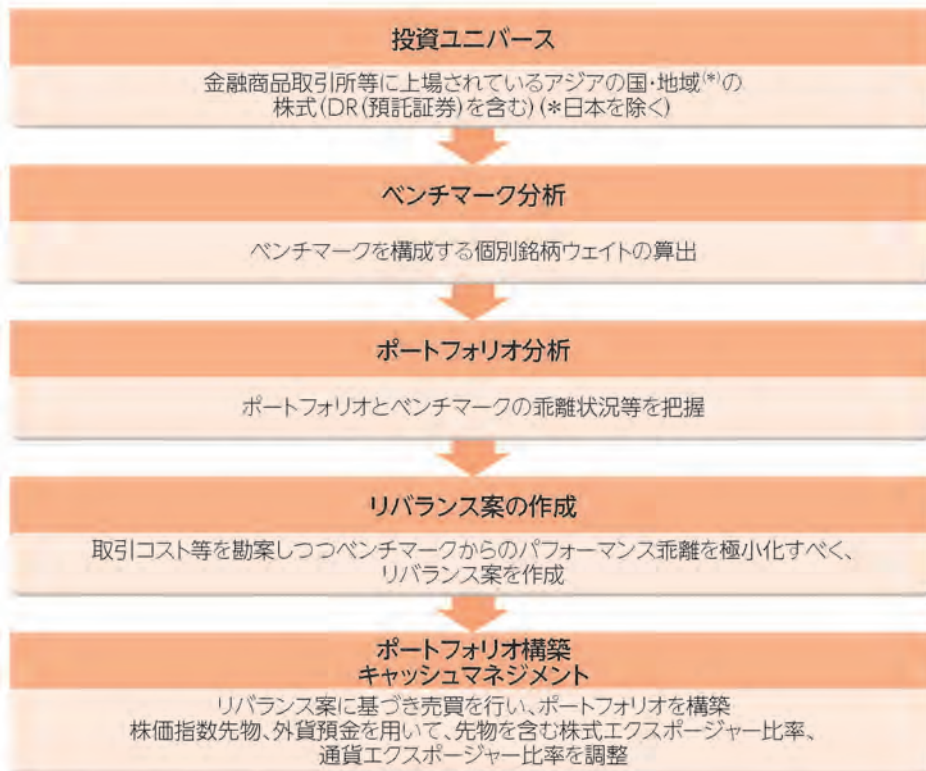 投資ユニバース
金融商品取引所等に上場されているアジアの国・地域(*)の
株式(DR(預託証券)を含む)(*日本を除く)
ベンチマーク分析
ベンチマークを構成する個別銘柄ウェイトの算出
ポートフォリオ分析
ポートフォリオとベンチマークの乖離状況等を把握
リバランス案の作成
取引コスト等を勘案しつつベンチマークからのパフォーマンス乖離を極小化すべく、
リバランス案を作成
ポートフォリオ構築
キャッシュマネジメント
リバランス案に基づき売買を行い、ポートフォリオを構築
株価指数先物、外貨預金を用いて、先物を含む株式エクスポージャー比率、
通貨エクスポージャー比率を調整